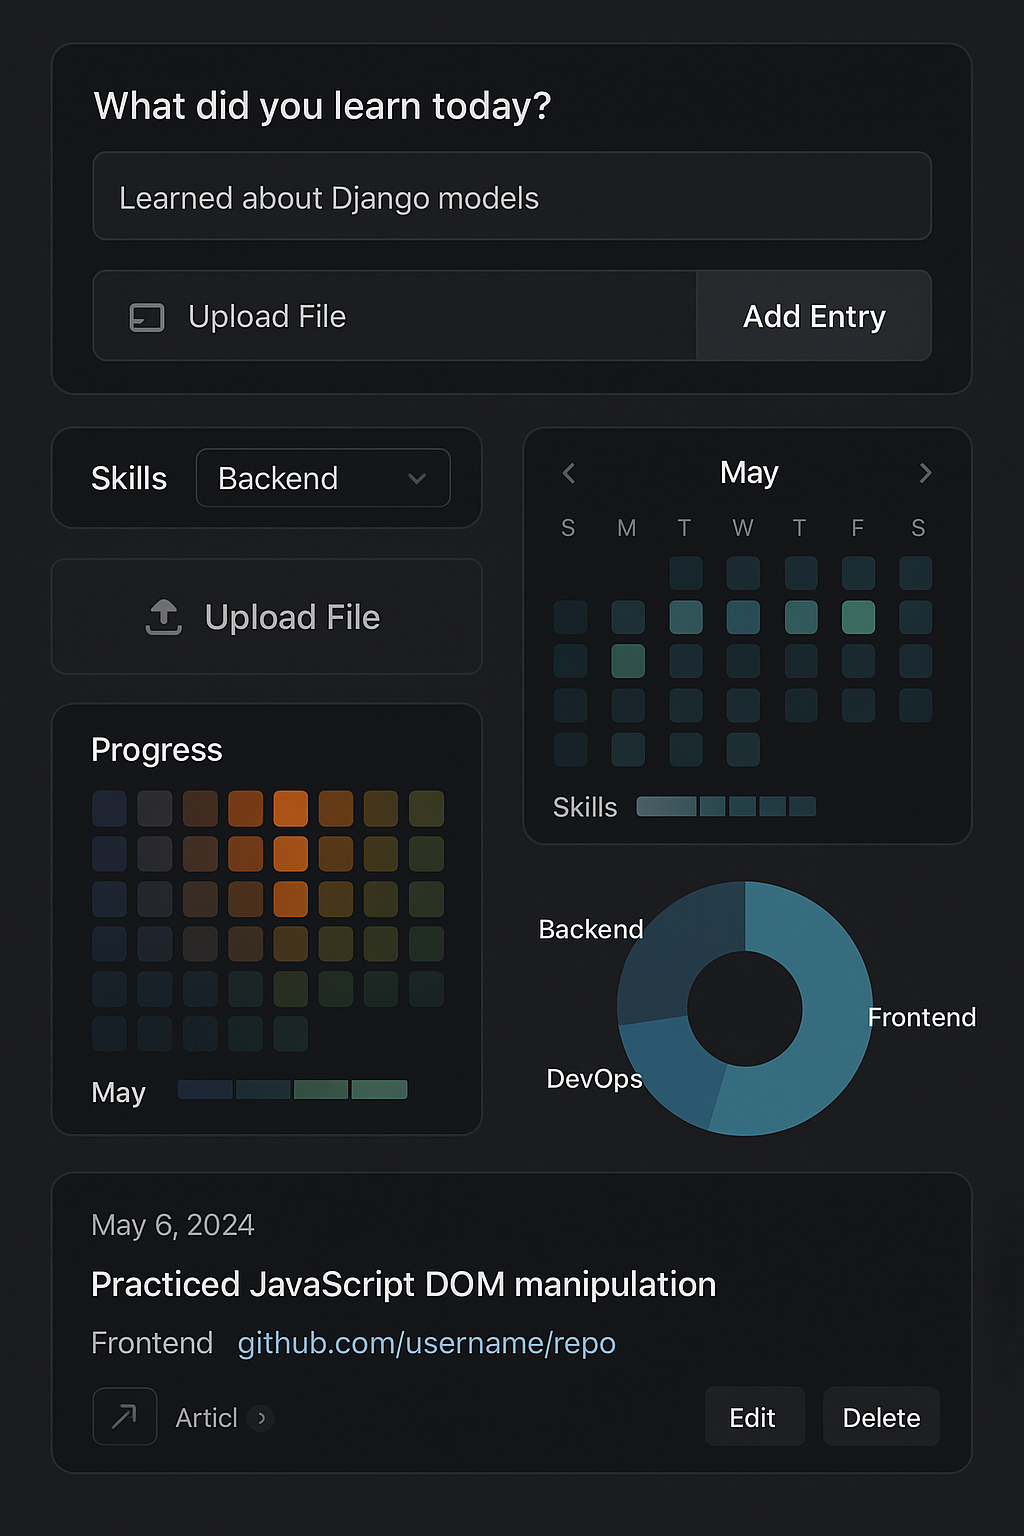 What did you learn today?
Learned about Django models
Upload File
Add Entry
Skills
Backend
Upload File
Progress
May
May
S M T W T F S
Skills
Backend
Frontend
DevOps
May 6, 2024
Practiced JavaScript DOM manipulation
Frontend github.com/username/repo
Articl
Edit
Delete